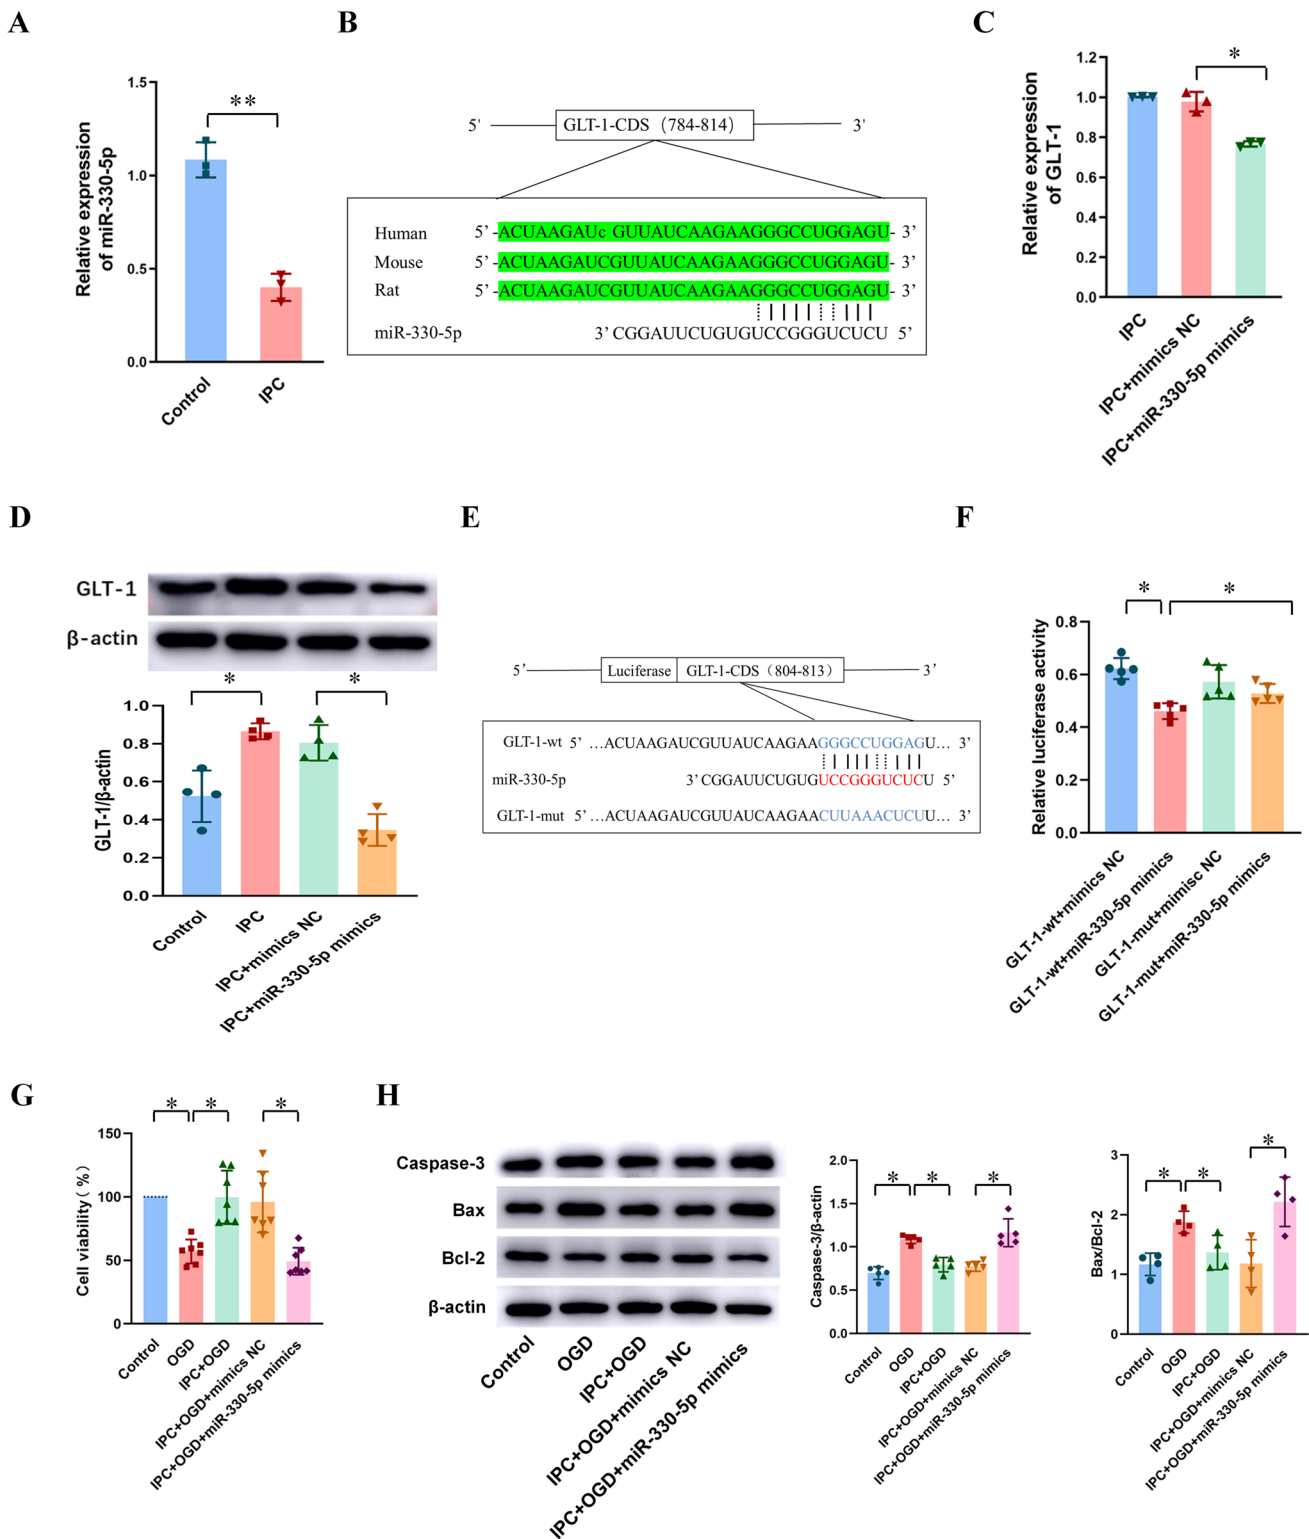 A
Relative expression
of miR-330-5p
1.5
1.0
0.5
0.0
**
Control
IPC
B
5’
GLT-1-CDS（784-814）
3’
Human 5’ -ACUAAGAUc GUUAUCAAGAAGGGCCUGGAGU- 3’
Mouse 5’ -ACUAAGAUCGUUAUCAAGAAGGGCCUGGAGU- 3’
Rat 5’ -ACUAAGAUCGUUAUCAAGAAGGGCCUGGAGU- 3’
miR-330-5p 3’ CGGAUUCUGUGUCCGGGUCUCU 5’
C
Relative expression
of GLT-1
1.2
1.0
0.8
0.6
0.4
0.2
0.0
*
IPC
IPC+mimics NC
IPC+miR-330-5p mimics
D
GLT-1
β-actin
GLT-1/β-actin
1.0
0.8
0.6
0.4
0.2
0.0
*
*
Control
IPC
IPC+mimics NC
IPC+miR-330-5p mimics
E
5’
Luciferase
GLT-1-CDS（804-813）
3’
GLT-1-wt 5’ …ACUAAGAUCGUUAUCAAGAAGGGCCUGGAGU… 3’
miR-330-5p 3’ CGGAUUCUGUGUCCGGGUCUCU 5’
GLT-1-mut 5’ …ACUAAGAUCGUUAUCAAGAACUUAAACUCUU… 3’
F
Relative luciferase activity
0.8
0.6
0.4
0.2
0.0
*
*
GLT-1-wt+mimics NC
GLT-1-wt+miR-330-5p mimics
GLT-1-mut+mimisc NC
GLT-1-mut+miR-330-5p mimics
G
Cell viability（%）
150
100
50
0
*
*
*
Control
OGD
IPC+OGD
IPC+OGD+mimics NC
IPC+OGD+miR-330-5p mimics
H
Caspase-3
Bax
Bcl-2
β-actin
Control
OGD
IPC+OGD
IPC+OGD+mimics NC
IPC+OGD+miR-330-5p mimics
Caspase-3/β-actin
2.0
1.5
1.0
0.5
0.0
*
*
*
Control
OGD
IPC+OGD
IPC+OGD+mimics NC
IPC+OGD+miR-330-5p mimics
Bax/Bcl-2
3
2
1
0
*
*
*
Control
OGD
IPC+OGD
IPC+OGD+mimics NC
IPC+OGD+miR-330-5p mimics